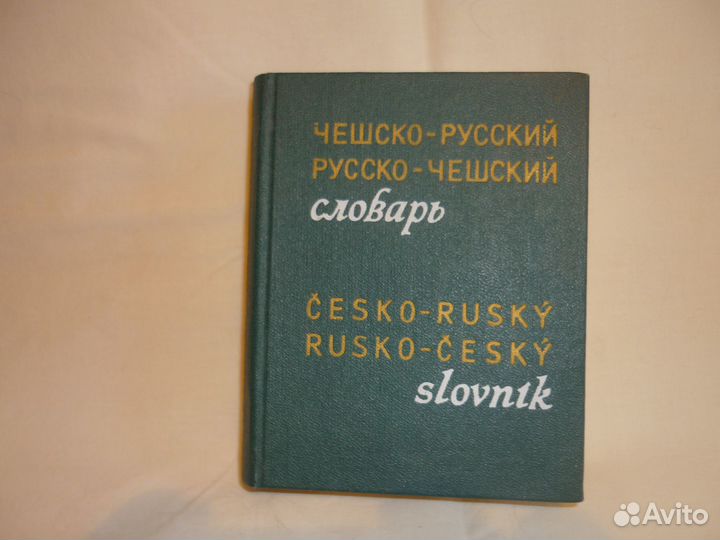 ЧЕШСКО-РУССКИЙ
РУССКО-ЧЕШСКИЙ
словарь
ČESKO-RUSKÝ
RUSKO-ČESKÝ
slovník
Avito